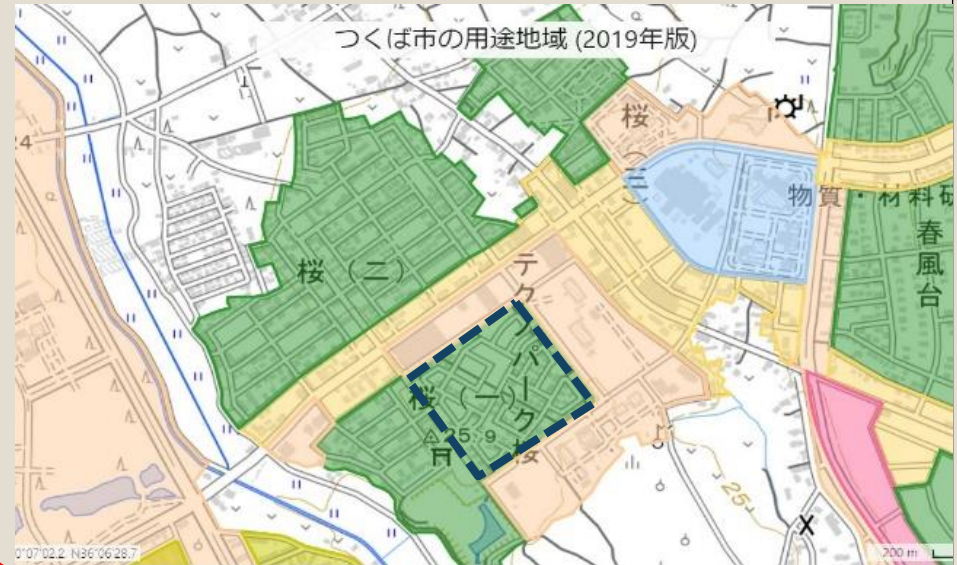 つくば市の用途地域 (2019年版)
桜(三)
物質・材料研
春風台
桜(二)
テクノパーク桜
桜(一)
25.9
25
200 m